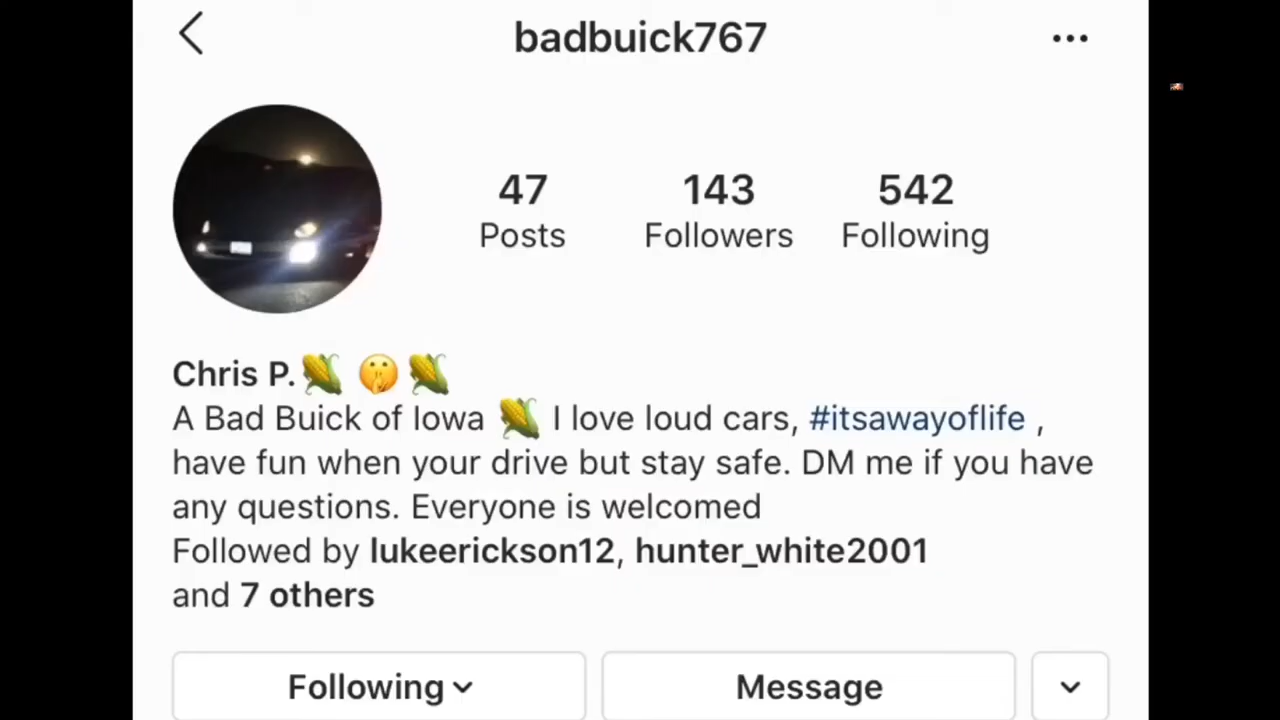 badbuick767
47 143 542
Posts Followers Following
Chris P.🌽 🤫 🌽
A Bad Buick of Iowa 🌽 I love loud cars, #itsawayoflife ,
have fun when your drive but stay safe. DM me if you have
any questions. Everyone is welcomed
Followed by lukeerickson12, hunter_white2001
and 7 others
Following Message